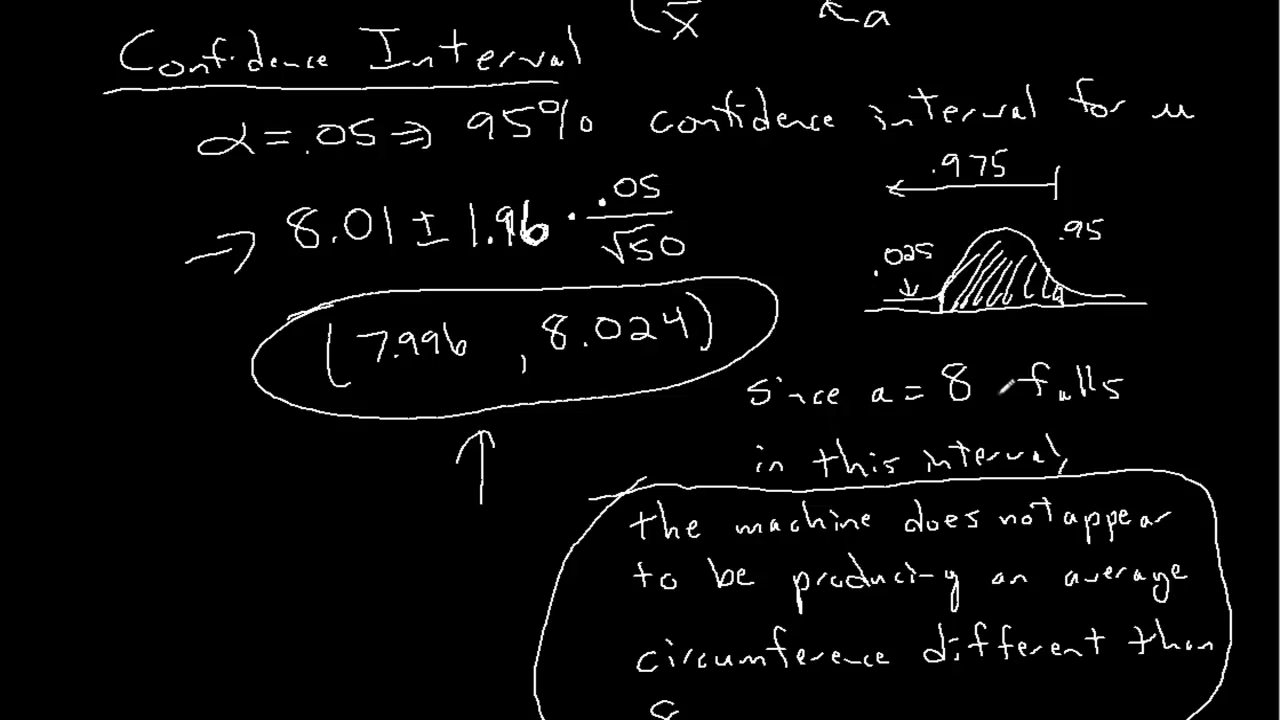 x̄ a
Confidence Interval
α = .05 ⇒ 95% confidence interval for μ
.975
⇒ 8.01 ± 1.96 · .05/√50
.95
.025
(7.996 , 8.024)
since a = 8 falls
in this interval,
the machine does not appear
to be producing an average
circumference different than
8